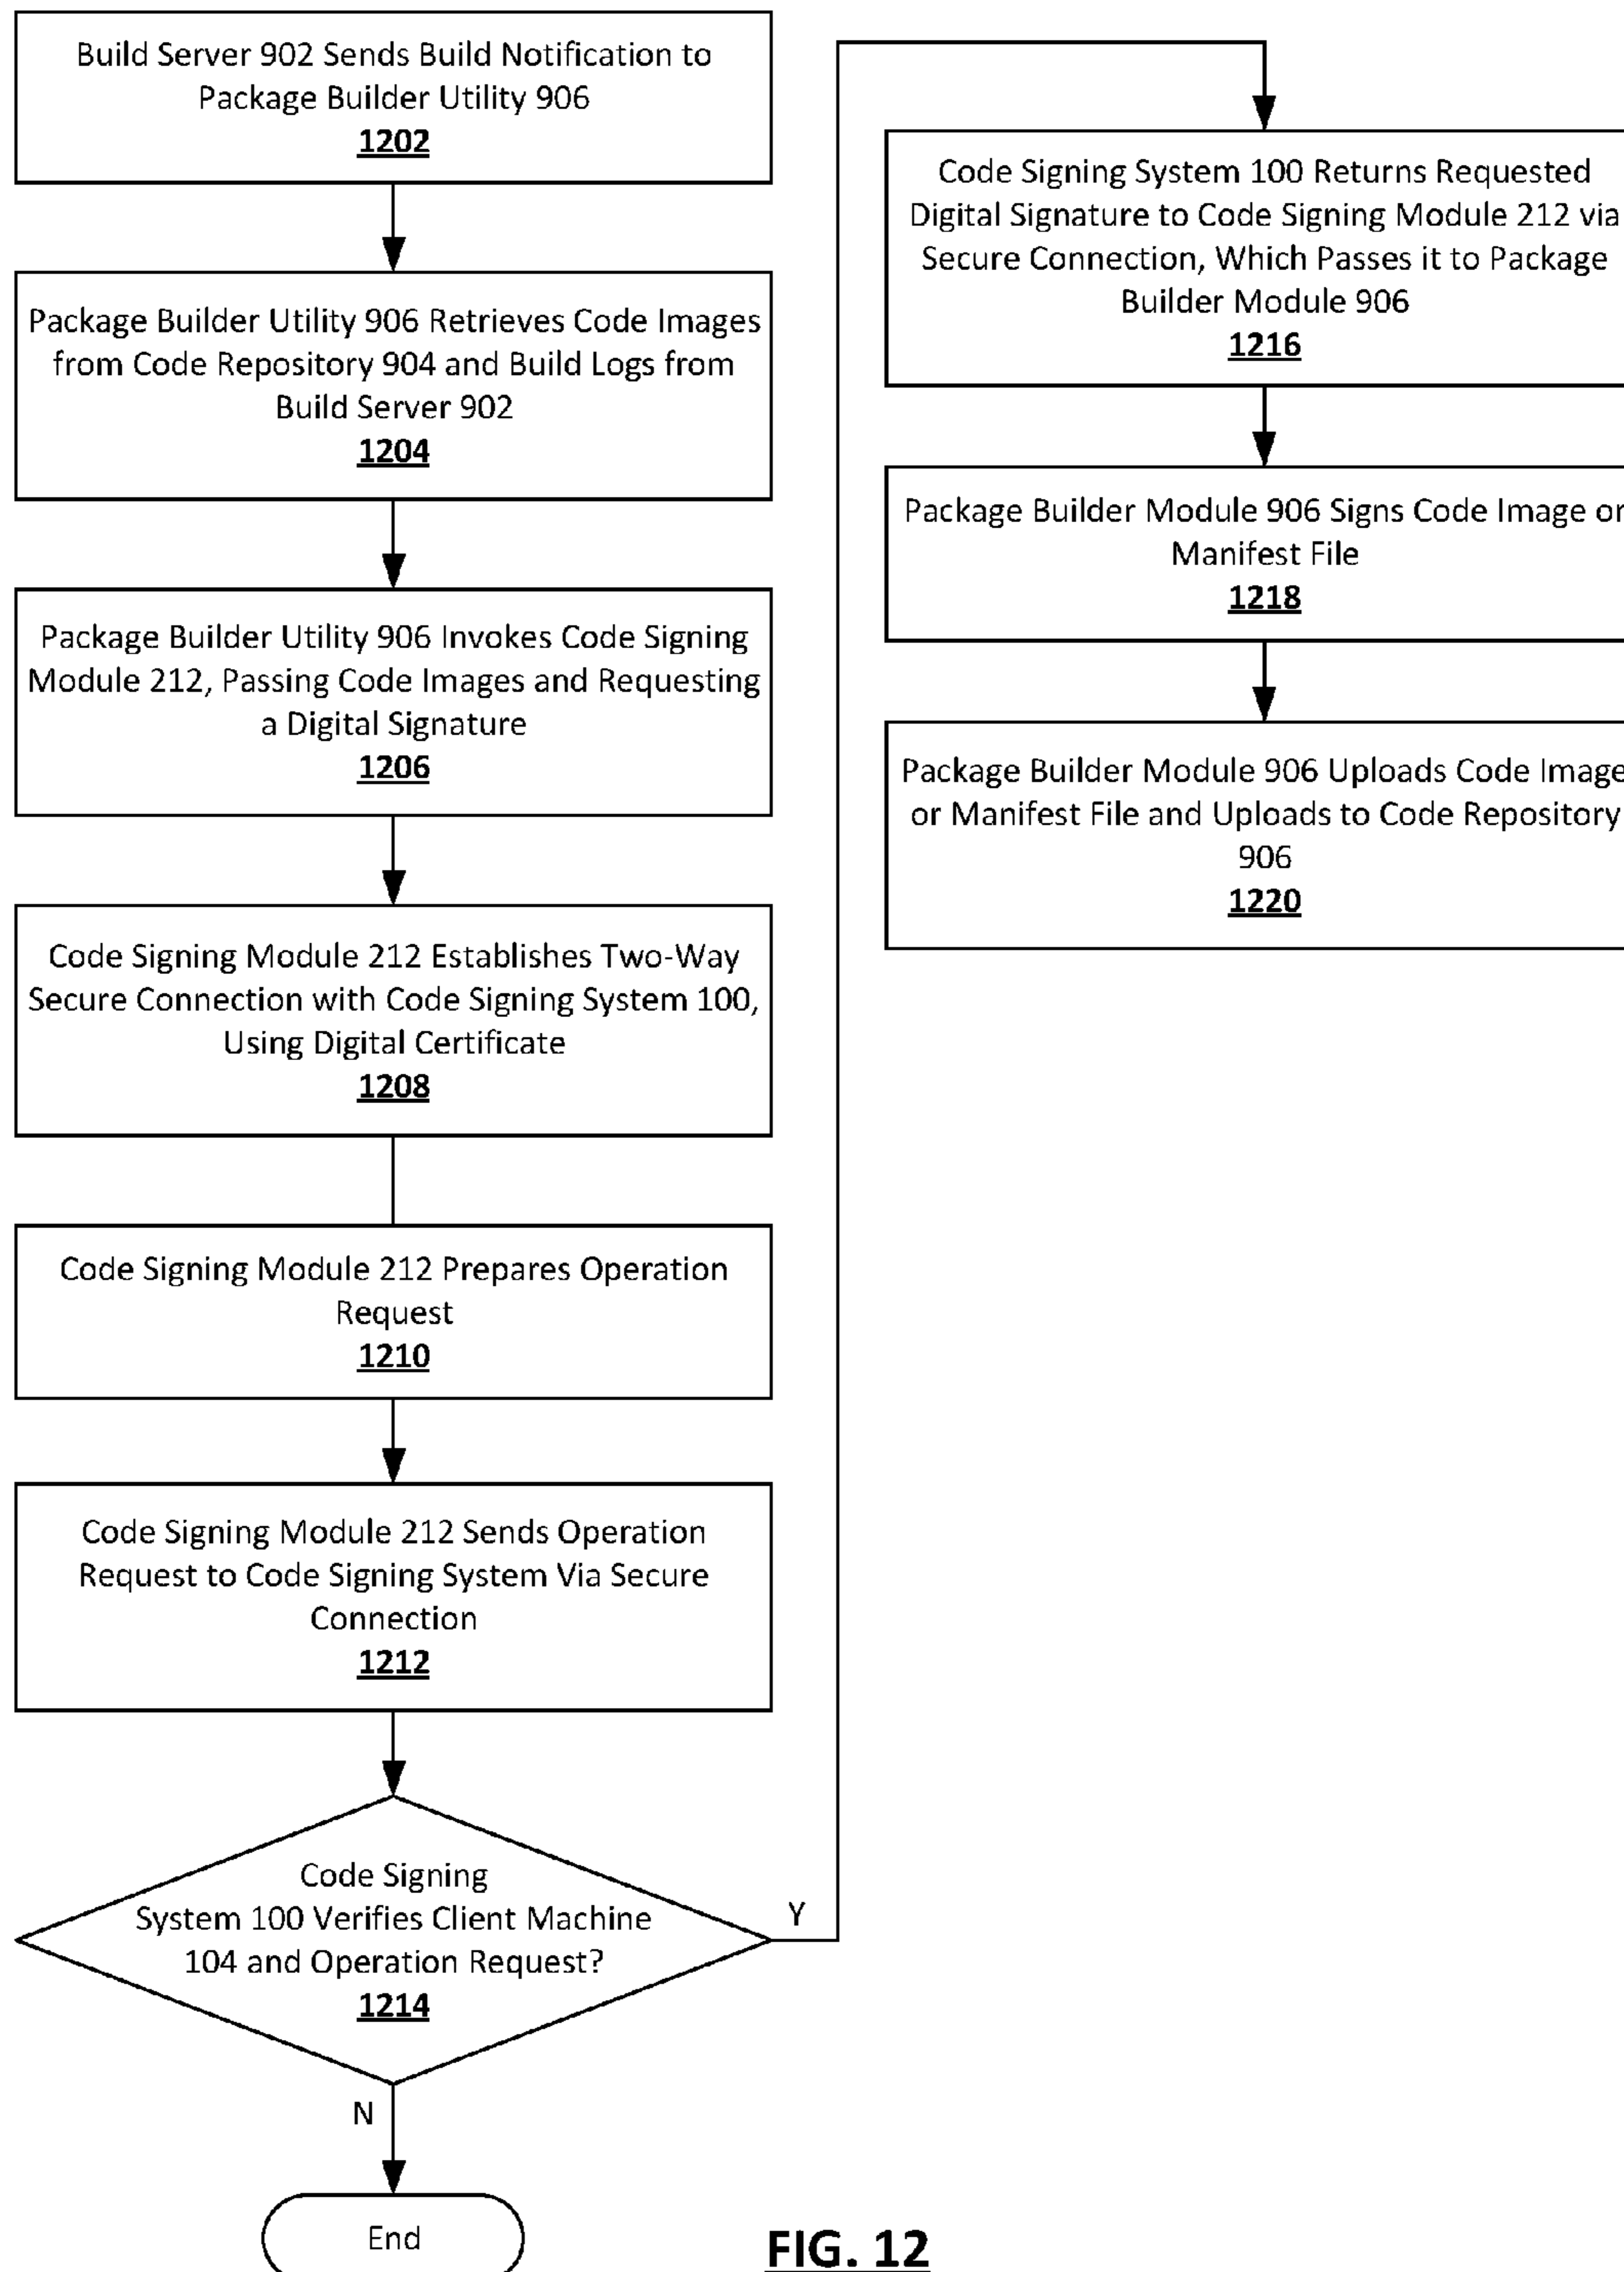 Build Server 902 Sends Build Notification to
Package Builder Utility 906
1202
Package Builder Utility 906 Retrieves Code Images
from Code Repository 904 and Build Logs from
Build Server 902
1204
Package Builder Utility 906 Invokes Code Signing
Module 212, Passing Code Images and Requesting
a Digital Signature
1206
Code Signing Module 212 Establishes Two-Way
Secure Connection with Code Signing System 100,
Using Digital Certificate
1208
Code Signing Module 212 Prepares Operation
Request
1210
Code Signing Module 212 Sends Operation
Request to Code Signing System Via Secure
Connection
1212
Code Signing
System 100 Verifies Client Machine
104 and Operation Request?
1214
Y
N
End
Code Signing System 100 Returns Requested
Digital Signature to Code Signing Module 212 via
Secure Connection, Which Passes it to Package
Builder Module 906
1216
Package Builder Module 906 Signs Code Image or
Manifest File
1218
Package Builder Module 906 Uploads Code Image
or Manifest File and Uploads to Code Repository
906
1220
FIG. 12